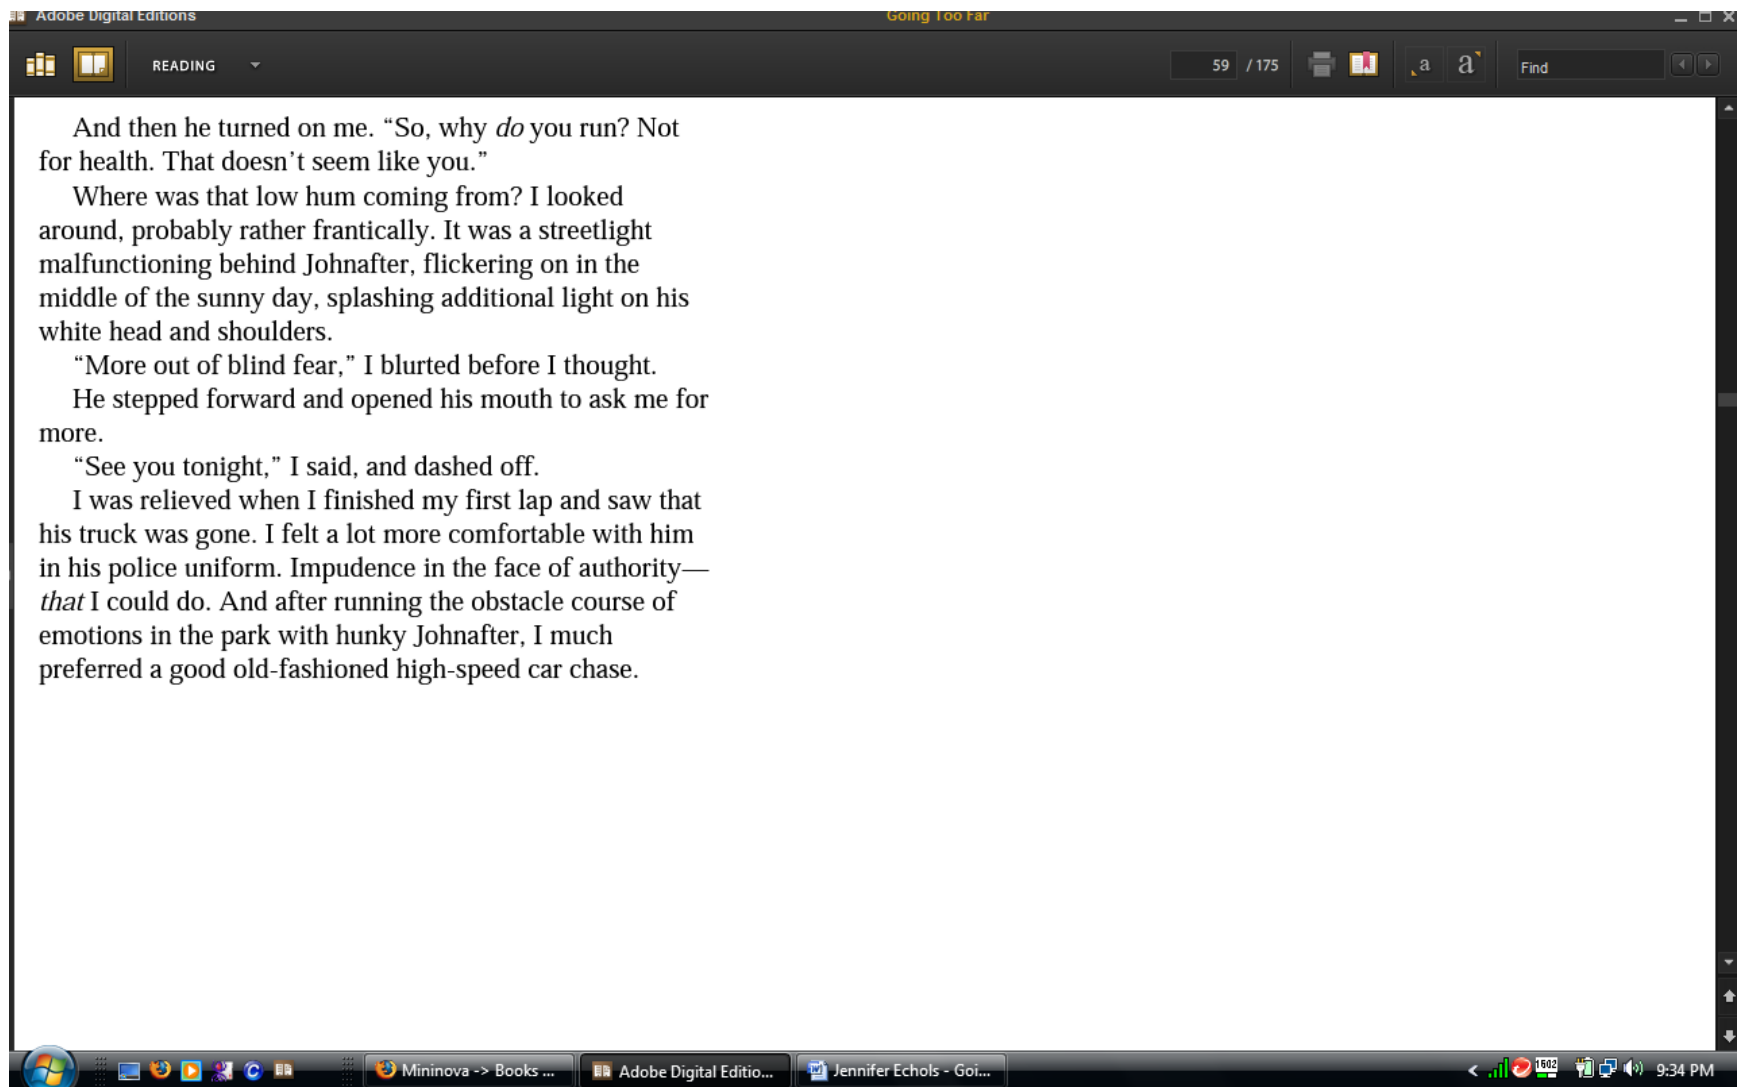 Adobe Digital Editions
Going Too Far
READING
59 / 175
a
a
Find
And then he turned on me. “So, why do you run? Not
for health. That doesn’t seem like you.”
Where was that low hum coming from? I looked
around, probably rather frantically. It was a streetlight
malfunctioning behind Johnafter, flickering on in the
middle of the sunny day, splashing additional light on his
white head and shoulders.
“More out of blind fear,” I blurted before I thought.
He stepped forward and opened his mouth to ask me for
more.
“See you tonight,” I said, and dashed off.
I was relieved when I finished my first lap and saw that
his truck was gone. I felt a lot more comfortable with him
in his police uniform. Impudence in the face of authority—
that I could do. And after running the obstacle course of
emotions in the park with hunky Johnafter, I much
preferred a good old-fashioned high-speed car chase.
Mininova -> Books ...
Adobe Digital Editio...
Jennifer Echols - Goi...
1602
9:34 PM